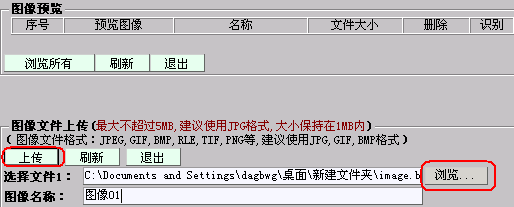 图像预览
序号 预览图像 名称 文件大小 删除 识别
浏览所有 刷新 退出
图像文件上传(最大不超过5MB,建议使用JPG格式,大小保持在1MB内)
(图像文件格式:JPEG,GIF,BMP,RLE,TIF,PNG等,建议使用JPG,GIF,BMP格式)
上传 刷新 退出
选择文件1: C:\Documents and Settings\dagbwg\桌面\新建文件夹\image.b 浏览...
图像名称: 图像01